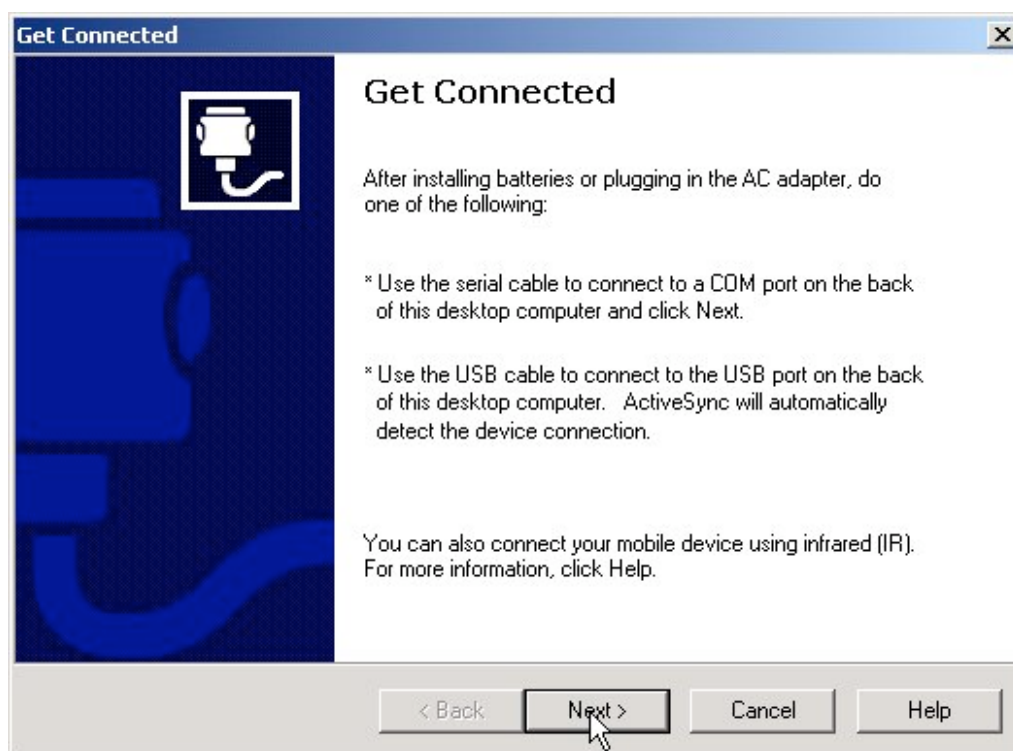 Get Connected
Get Connected
After installing batteries or plugging in the AC adapter, do
one of the following:
* Use the serial cable to connect to a COM port on the back
of this desktop computer and click Next.
* Use the USB cable to connect to the USB port on the back
of this desktop computer.   ActiveSync will automatically
detect the device connection.
You can also connect your mobile device using infrared (IR).
For more information, click Help.
< Back
Next >
Cancel
Help